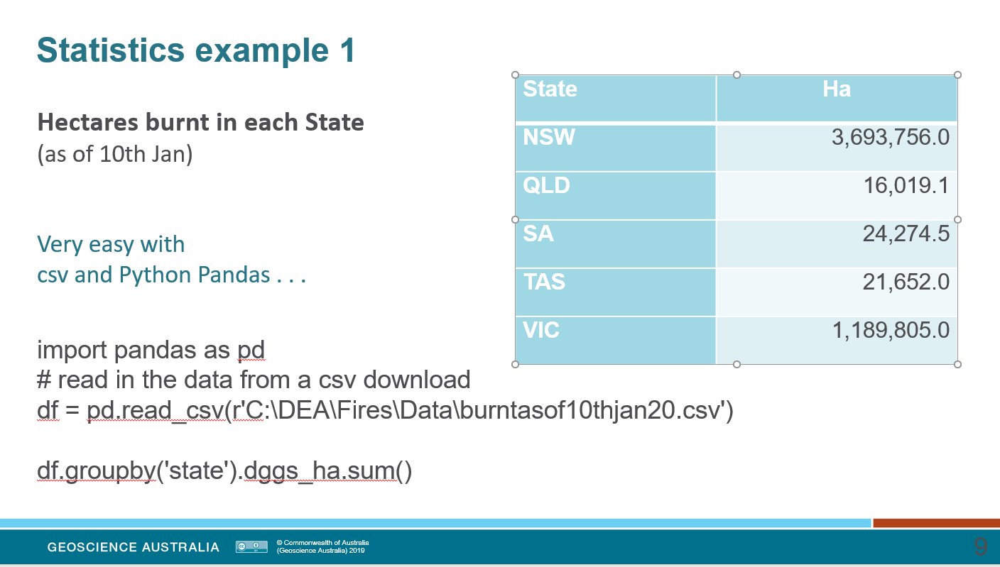 Statistics example 1
Hectares burnt in each State
(as of 10th Jan)
Very easy with
csv and Python Pandas . . .
import pandas as pd
# read in the data from a csv download
df = pd.read_csv(r'C:\DEA\Fires\Data\burntasof10thjan20.csv')
df.groupby('state').dggs_ha.sum()
State Ha
NSW 3,693,756.0
QLD 16,019.1
SA 24,274.5
TAS 21,652.0
VIC 1,189,805.0
GEOSCIENCE AUSTRALIA
© Commonwealth of Australia
(Geoscience Australia) 2019
9